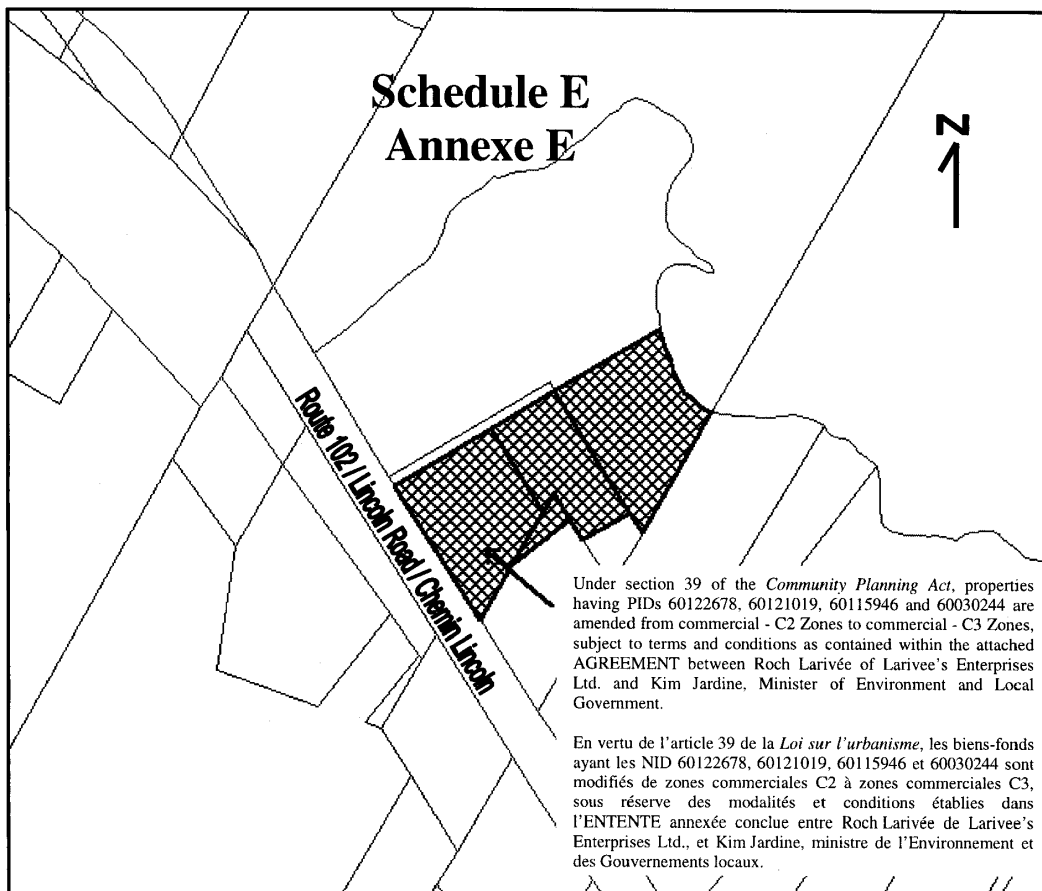 Schedule E
Annexe E
N
Route 102 / Lincoln Road / Chemin Lincoln
Under section 39 of the Community Planning Act, properties
having PIDs 60122678, 60121019, 60115946 and 60030244 are
amended from commercial - C2 Zones to commercial - C3 Zones,
subject to terms and conditions as contained within the attached
AGREEMENT between Roch Larivée of Larivee's Enterprises
Ltd. and Kim Jardine, Minister of Environment and Local
Government.
En vertu de l'article 39 de la Loi sur l'urbanisme, les biens-fonds
ayant les NID 60122678, 60121019, 60115946 et 60030244 sont
modifiés de zones commerciales C2 à zones commerciales C3,
sous réserve des modalités et conditions établies dans
l'ENTENTE annexée conclue entre Roch Larivée de Larivee's
Enterprises Ltd., et Kim Jardine, ministre de l'Environnement et
des Gouvernements locaux.